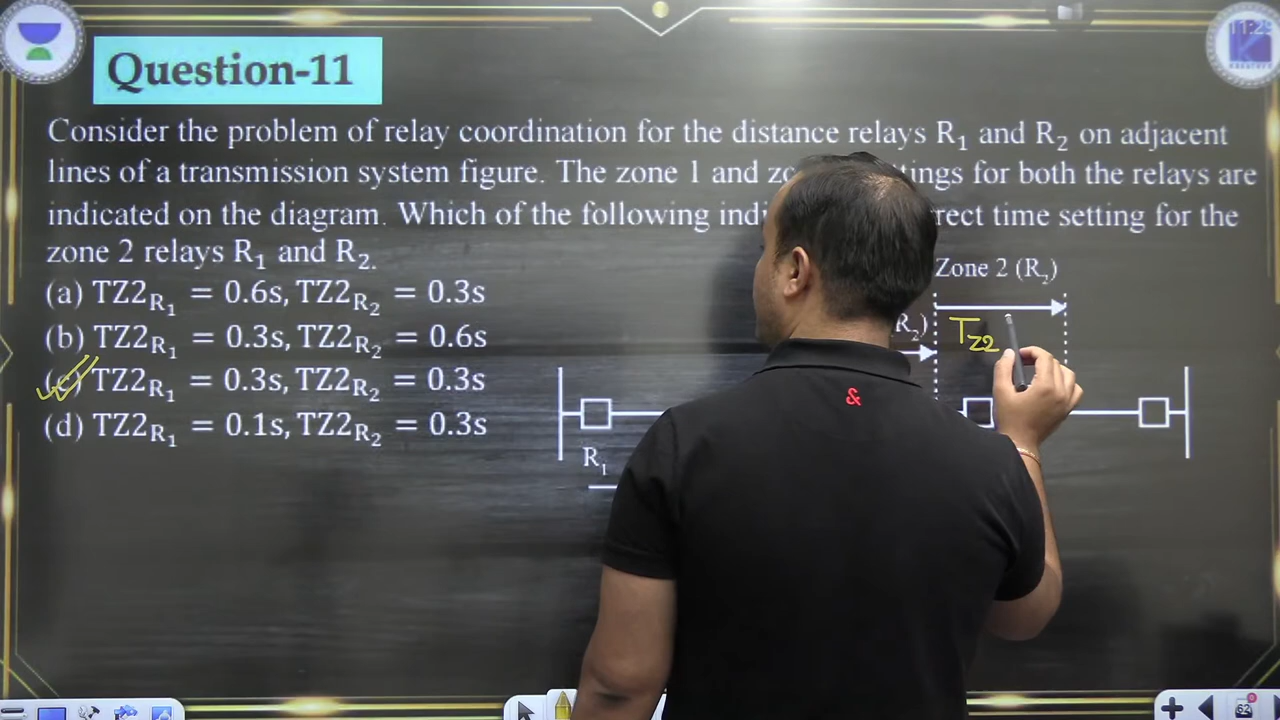 Question-11
Consider the problem of relay coordination for the distance relays R₁ and R₂ on adjacent
lines of a transmission system figure. The zone 1 and
for both the relays are
indicated on the diagram. Which of the following
time setting for the
zone 2 relays R₁ and R₂.
(a) TZ2R₁ = 0.6s, TZ2R₂ = 0.3s
(b) TZ2R₁ = 0.3s, TZ2R₂ = 0.6s
(c) TZ2R₁ = 0.3s, TZ2R₂ = 0.3s
(d) TZ2R₁ = 0.1s, TZ2R₂ = 0.3s
Zone 2 (R₂)
R₂)
TZ2
R₁
&